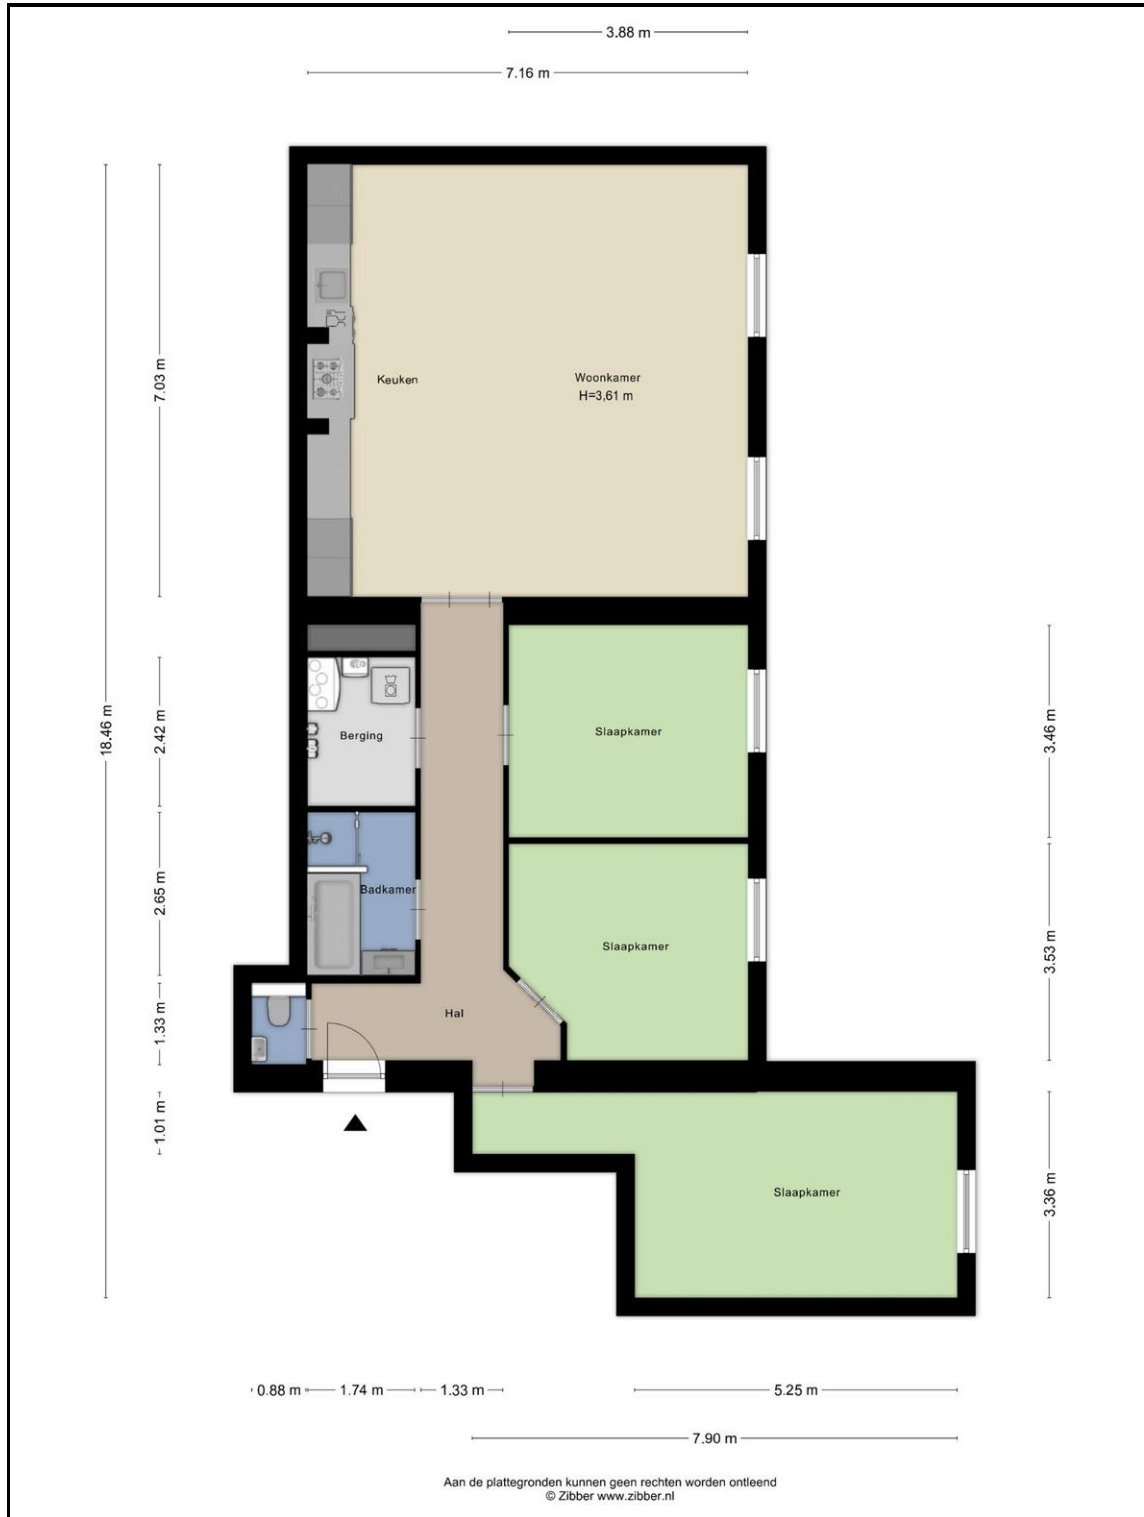 3.88 m
7.16 m
7.03 m
Keuken
Woonkamer
H=3,61 m
18.46 m
2.42 m
Berging
Slaapkamer
3.46 m
2.65 m
Badkamer
Slaapkamer
3.53 m
1.33 m
Hal
1.01 m
Slaapkamer
3.36 m
0.88 m
1.74 m
1.33 m
5.25 m
7.90 m
Aan de plattegronden kunnen geen rechten worden ontleend
© Zibber www.zibber.nl